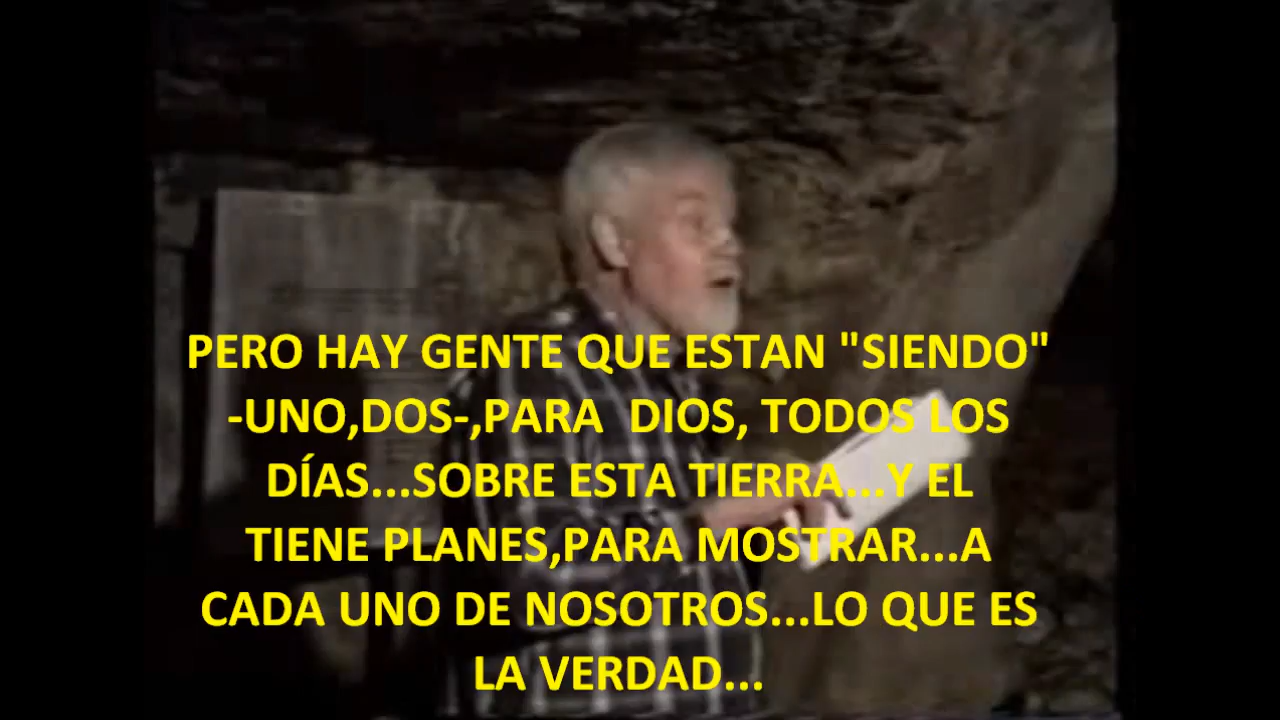 PERO HAY GENTE QUE ESTAN "SIENDO"
-UNO,DOS-,PARA  DIOS, TODOS LOS
DÍAS...SOBRE ESTA TIERRA...Y EL
TIENE PLANES,PARA MOSTRAR...A
CADA UNO DE NOSOTROS...LO QUE ES
LA VERDAD...